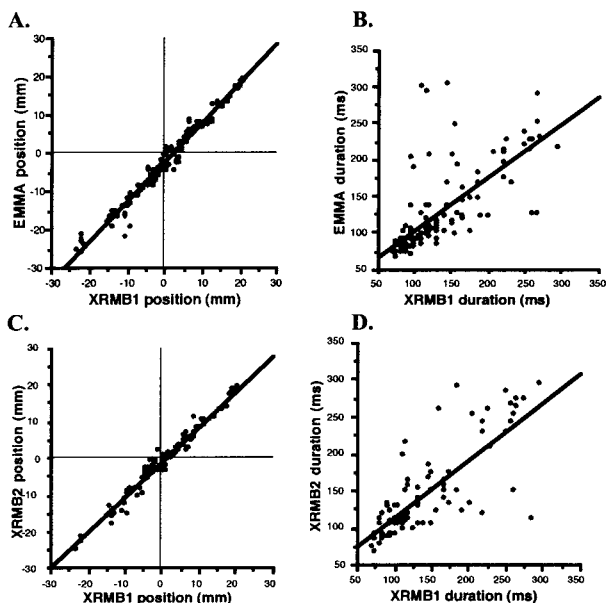 A.
EMMA position (mm)
30
20
10
0
-10
-20
-30
-30 -20 -10 0 10 20 30
XRMB1 position (mm)
B.
EMMA duration (ms)
350
300
250
200
150
100
50
50 100 150 200 250 300 350
XRMB1 duration (ms)
C.
XRMB2 position (mm)
30
20
10
0
-10
-20
-30
-30 -20 -10 0 10 20 30
XRMB1 position (mm)
D.
XRMB2 duration (ms)
350
300
250
200
150
100
50
50 100 150 200 250 300 350
XRMB1 duration (ms)